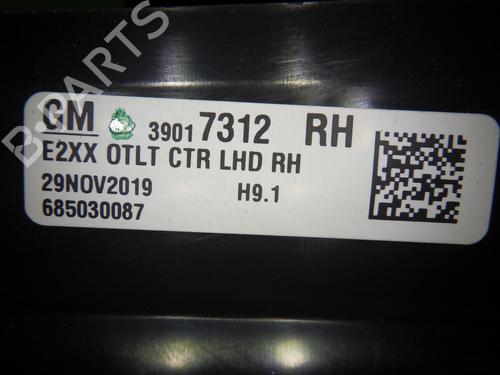 GM 39017312 RH
E2XX OTLT CTR LHD RH
29NOV2019 H9.1
685030087
B-PARTS